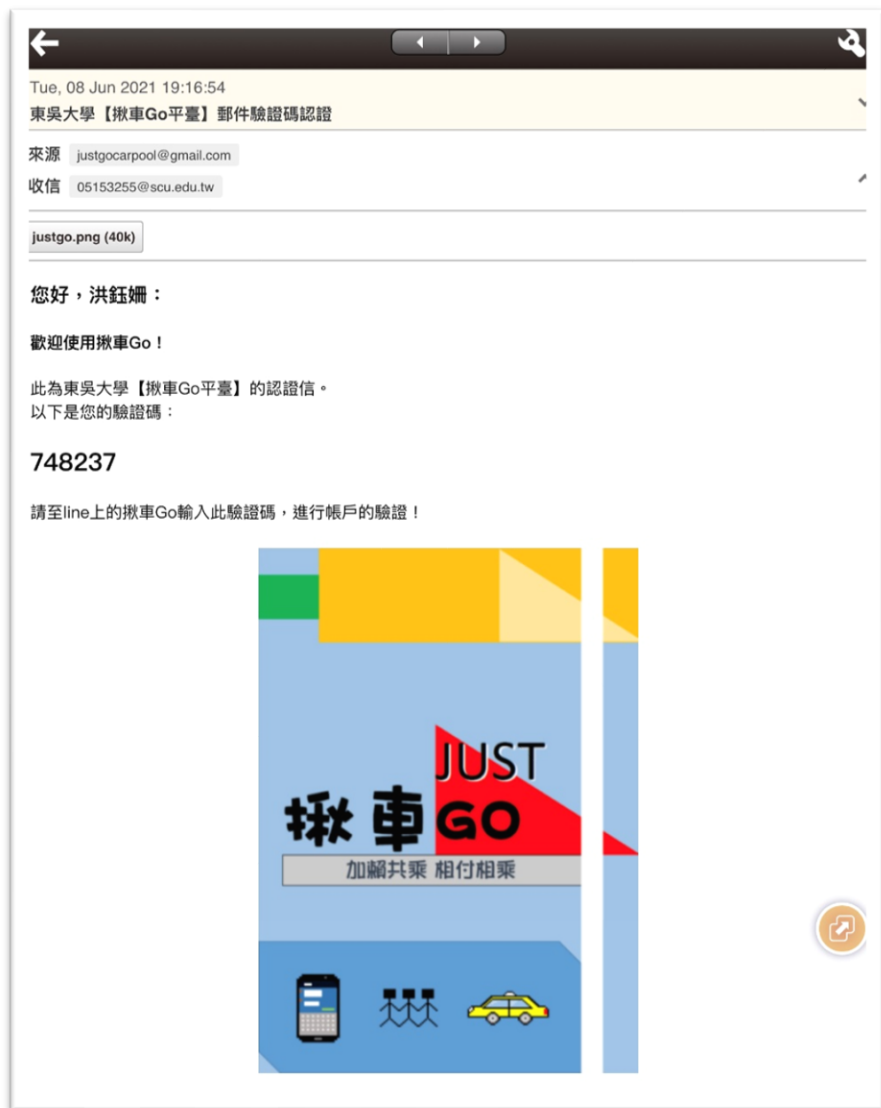 Tue, 08 Jun 2021 19:16:54
東吳大學【揪車Go平臺】郵件驗證碼認證
來源 justgocarpool@gmail.com
收信 05153255@scu.edu.tw
justgo.png (40k)
您好，洪鈺姍：
歡迎使用揪車Go！
此為東吳大學【揪車Go平臺】的認證信。
以下是您的驗證碼：
748237
請至line上的揪車Go輸入此驗證碼，進行帳戶的驗證！
JUST
揪車GO
加賴共乘 相付相乘